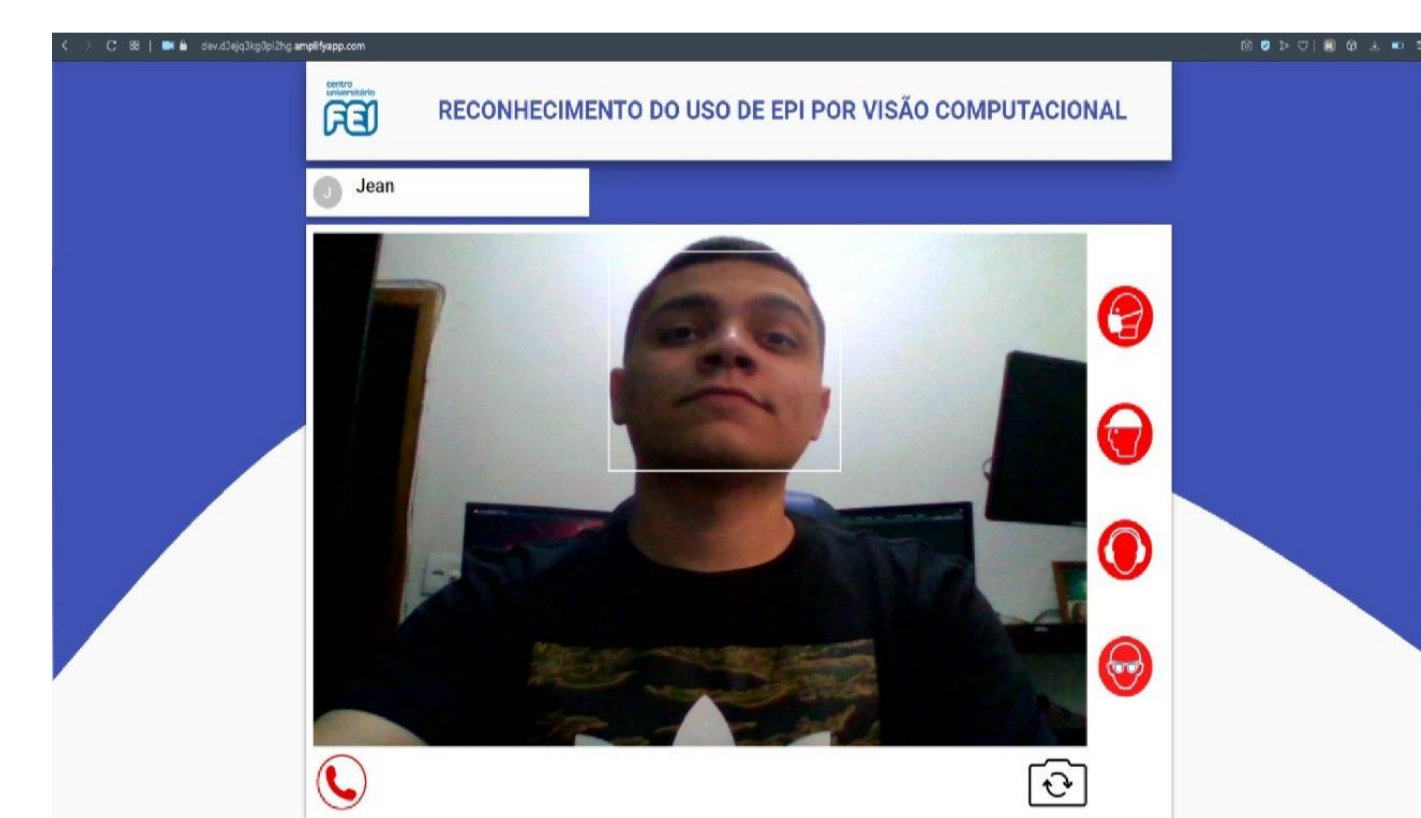 dev.d3ejq3kg0pi2hg.amplifyapp.com
centro
universitário
FEI
RECONHECIMENTO DO USO DE EPI POR VISÃO COMPUTACIONAL
J
Jean